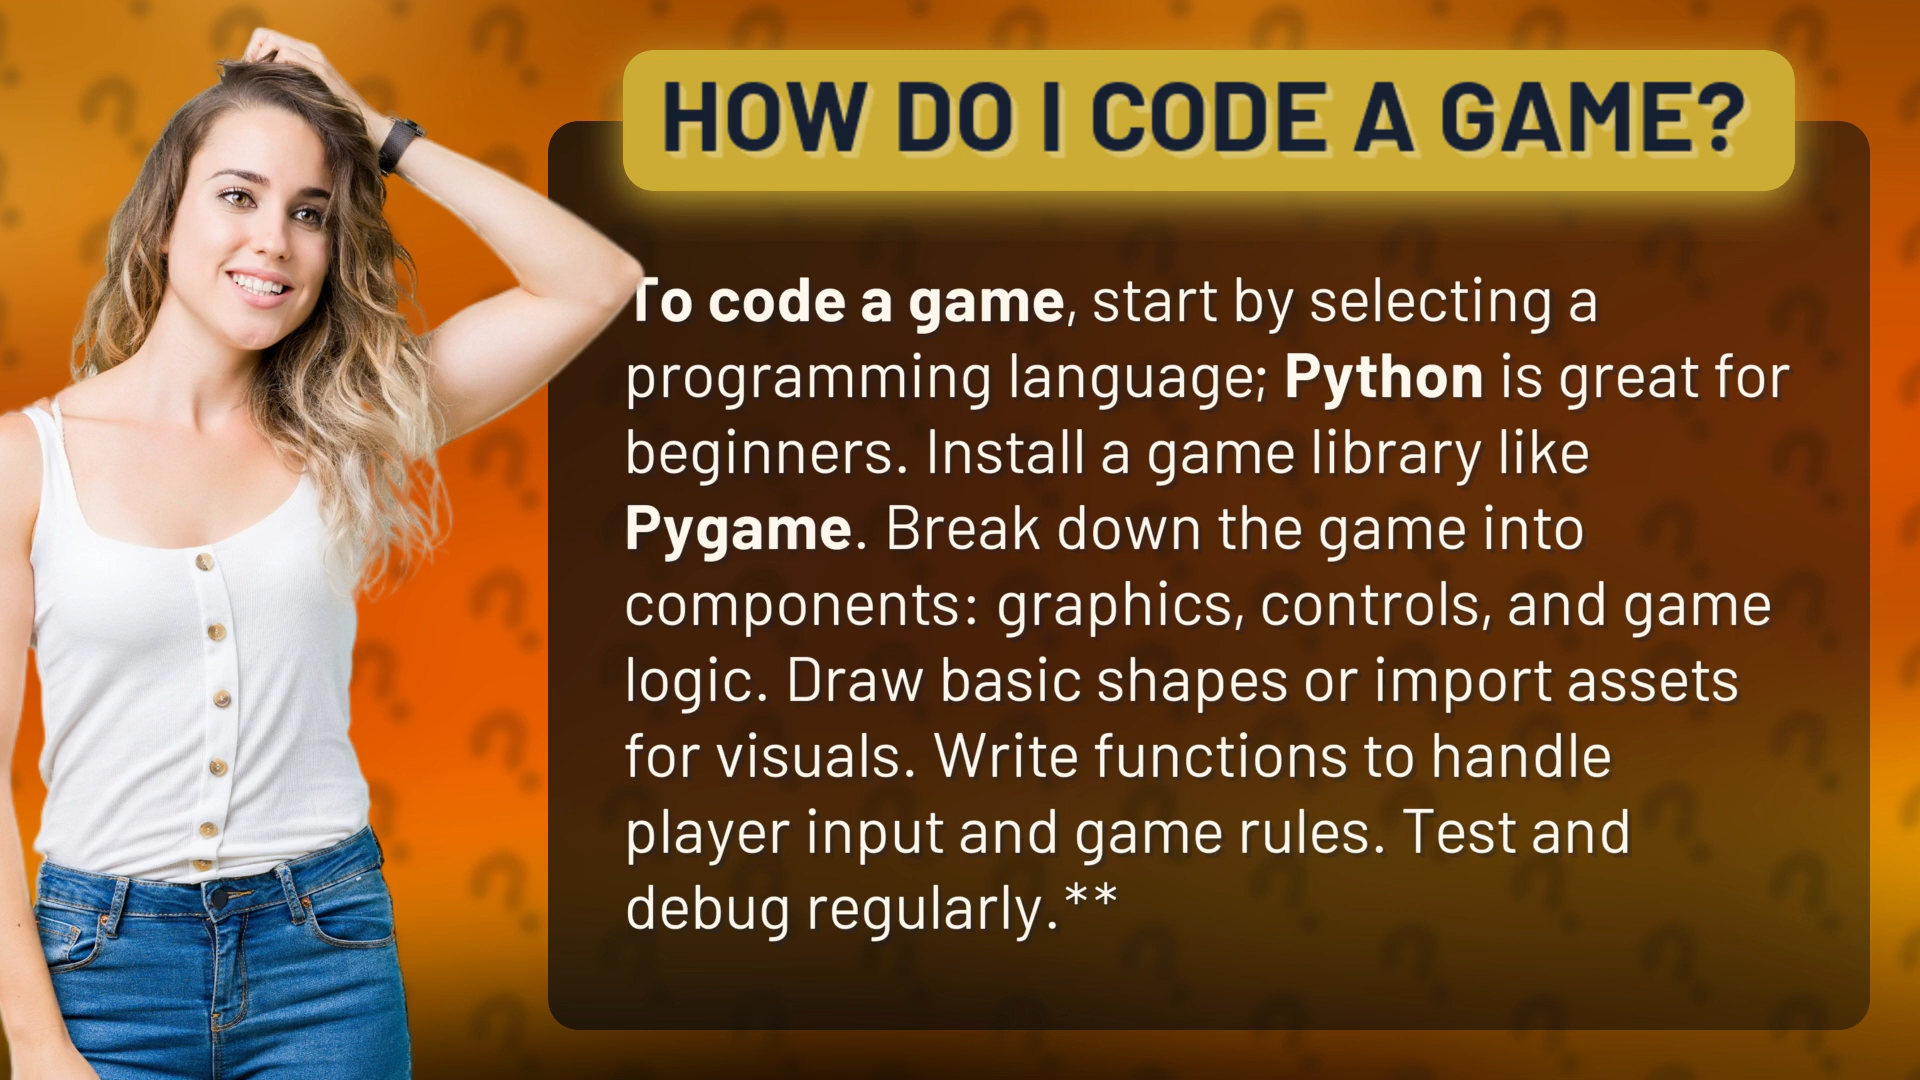 HOW DO I CODE A GAME?
To code a game, start by selecting a
programming language; Python is great for
beginners. Install a game library like
Pygame. Break down the game into
components: graphics, controls, and game
logic. Draw basic shapes or import assets
for visuals. Write functions to handle
player input and game rules. Test and
debug regularly.**